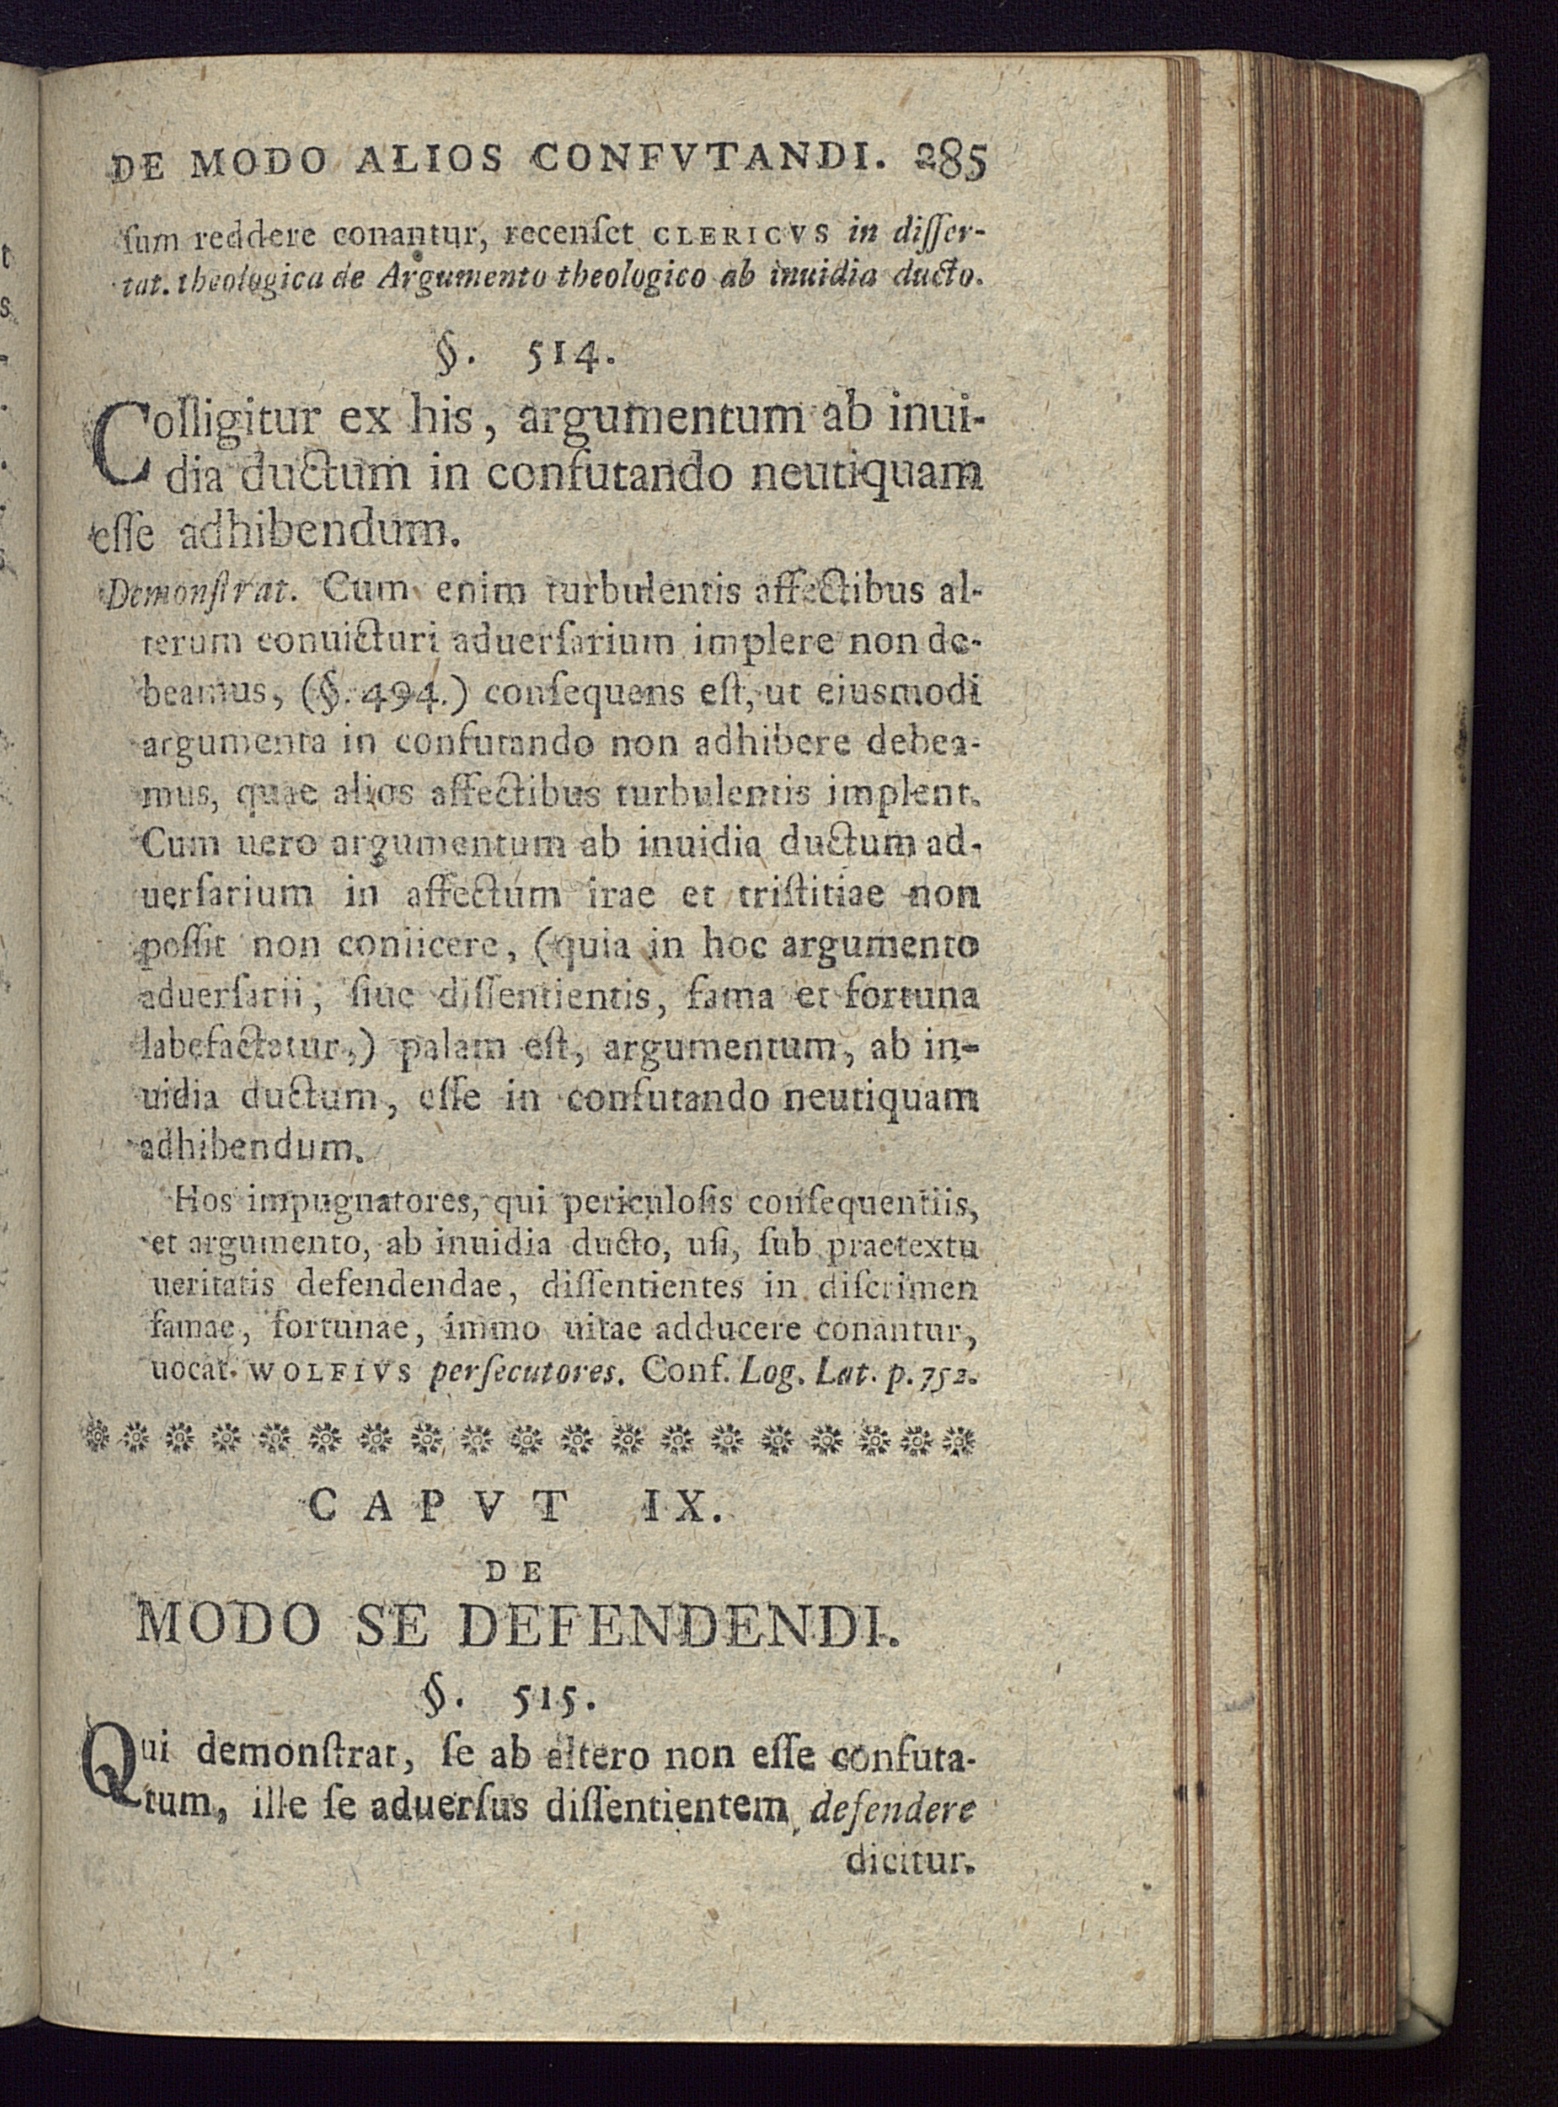 DE MODO ALIOS CONFVTANDI. 285
ſum reddere conantur, recenſet CLERICVS in diſſer-
tat. theologica de Argumento theologico ab inuidia ducto.
§. 514.
Colligitur ex his, argumentum ab inui-
dia ductum in confutando neutiquam
eſſe adhibendum.
Demonſtrat. Cum enim turbulentis affectibus al-
terum conuicturi aduerſarium implere non de-
beamus, (§. 494.) conſequens eſt, ut eiusmodi
argumenta in confutando non adhibere debea-
mus, quae alios affectibus turbulentis implent.
Cum uero argumentum ab inuidia ductum ad-
uerſarium in affectum irae et triſtitiae non
poſſit non coniicere, (quia in hoc argumento
aduerſarii, ſiue diſſentientis, fama et fortuna
labefactatur,) palam eſt, argumentum, ab in-
uidia ductum, eſſe in confutando neutiquam
adhibendum.
Hos impugnatores, qui periculoſis conſequentiis,
et argumento, ab inuidia ducto, uſi, ſub praetextu
ueritatis defendendae, diſſentientes in diſcrimen
famae, fortunae, immo uitae adducere conantur,
uocat WOLFIVS perſecutores. Conf. Log. Lat. p. 752.
CAPVT IX.
DE
MODO SE DEFENDENDI.
§. 515.
Qui demonſtrat, ſe ab altero non eſſe confuta-
tum, ille ſe aduerſus diſſentientem defendere
dicitur.